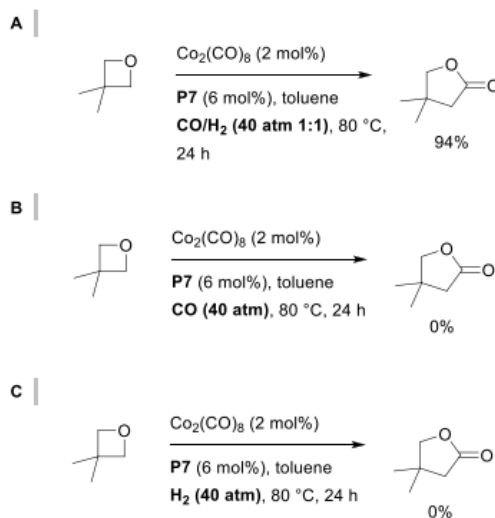 A
O
Co₂(CO)₈ (2 mol%)
P7 (6 mol%), toluene
CO/H₂ (40 atm 1:1), 80 °C,
24 h
O
O
94%
B
O
Co₂(CO)₈ (2 mol%)
P7 (6 mol%), toluene
CO (40 atm), 80 °C, 24 h
O
O
0%
C
O
Co₂(CO)₈ (2 mol%)
P7 (6 mol%), toluene
H₂ (40 atm), 80 °C, 24 h
O
O
0%